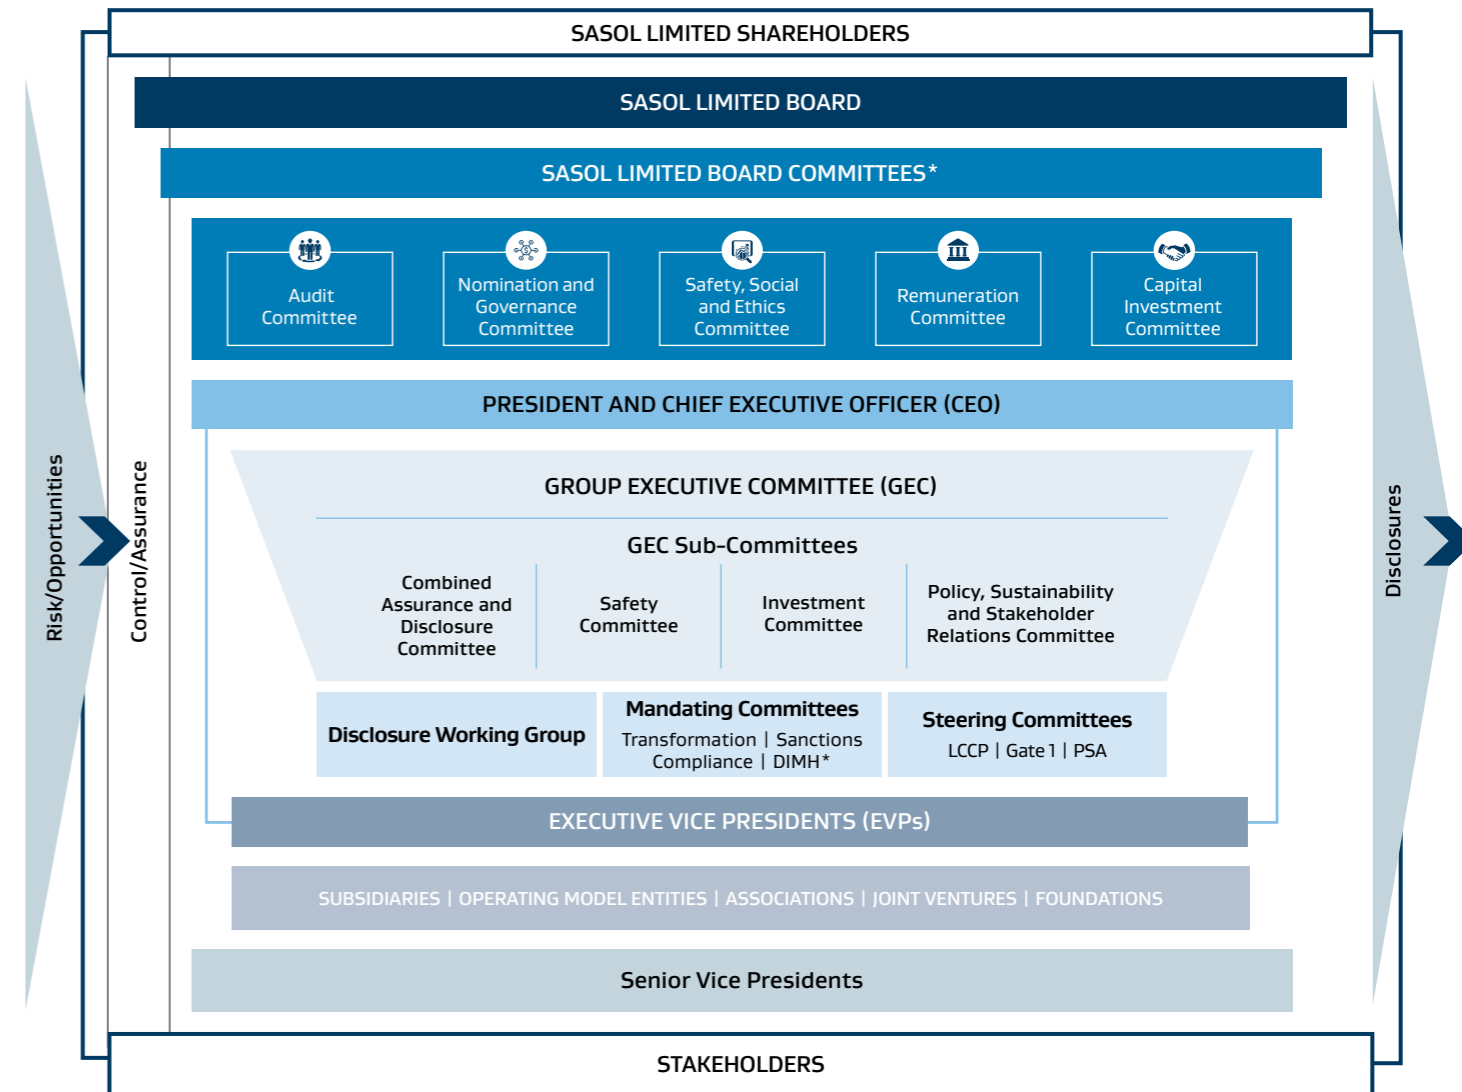 SASOL LIMITED SHAREHOLDERS
SASOL LIMITED BOARD
SASOL LIMITED BOARD COMMITTEES*
Audit
Committee
Nomination and
Governance
Committee
Safety, Social
and Ethics
Committee
Remuneration
Committee
Capital
Investment
Committee
PRESIDENT AND CHIEF EXECUTIVE OFFICER (CEO)
Risk/Opportunities
Control/Assurance
GROUP EXECUTIVE COMMITTEE (GEC)
GEC Sub-Committees
Combined
Assurance and
Disclosure
Committee
Safety
Committee
Investment
Committee
Policy, Sustainability
and Stakeholder
Relations Committee
Disclosure Working Group
Mandating Committees
Transformation | Sanctions
Compliance | DIMH*
Steering Committees
LCCP | Gate 1 | PSA
Disclosures
EXECUTIVE VICE PRESIDENTS (EVPs)
SUBSIDIARIES | OPERATING MODEL ENTITIES | ASSOCIATIONS | JOINT VENTURES | FOUNDATIONS
Senior Vice Presidents
STAKEHOLDERS